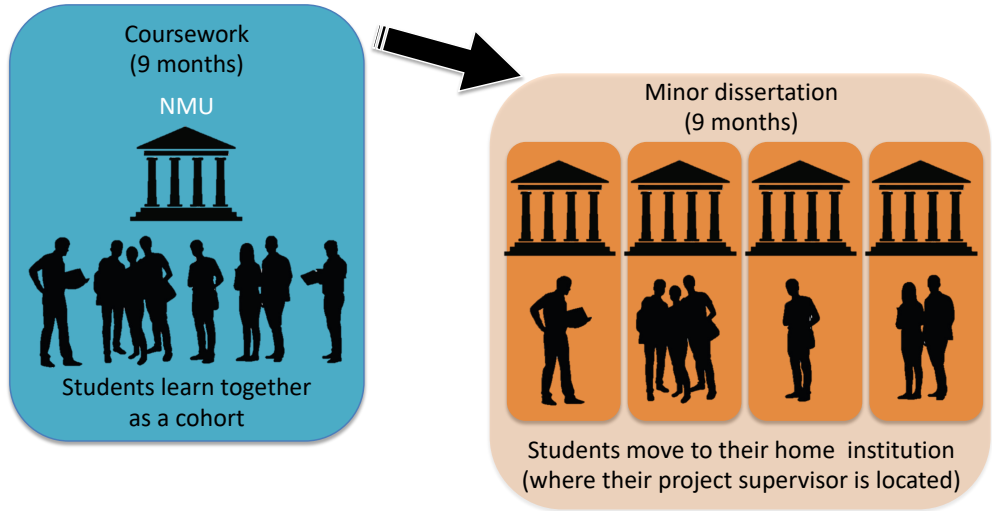 Coursework
(9 months)
NMU
Students learn together
as a cohort
Minor dissertation
(9 months)
Students move to their home institution
(where their project supervisor is located)